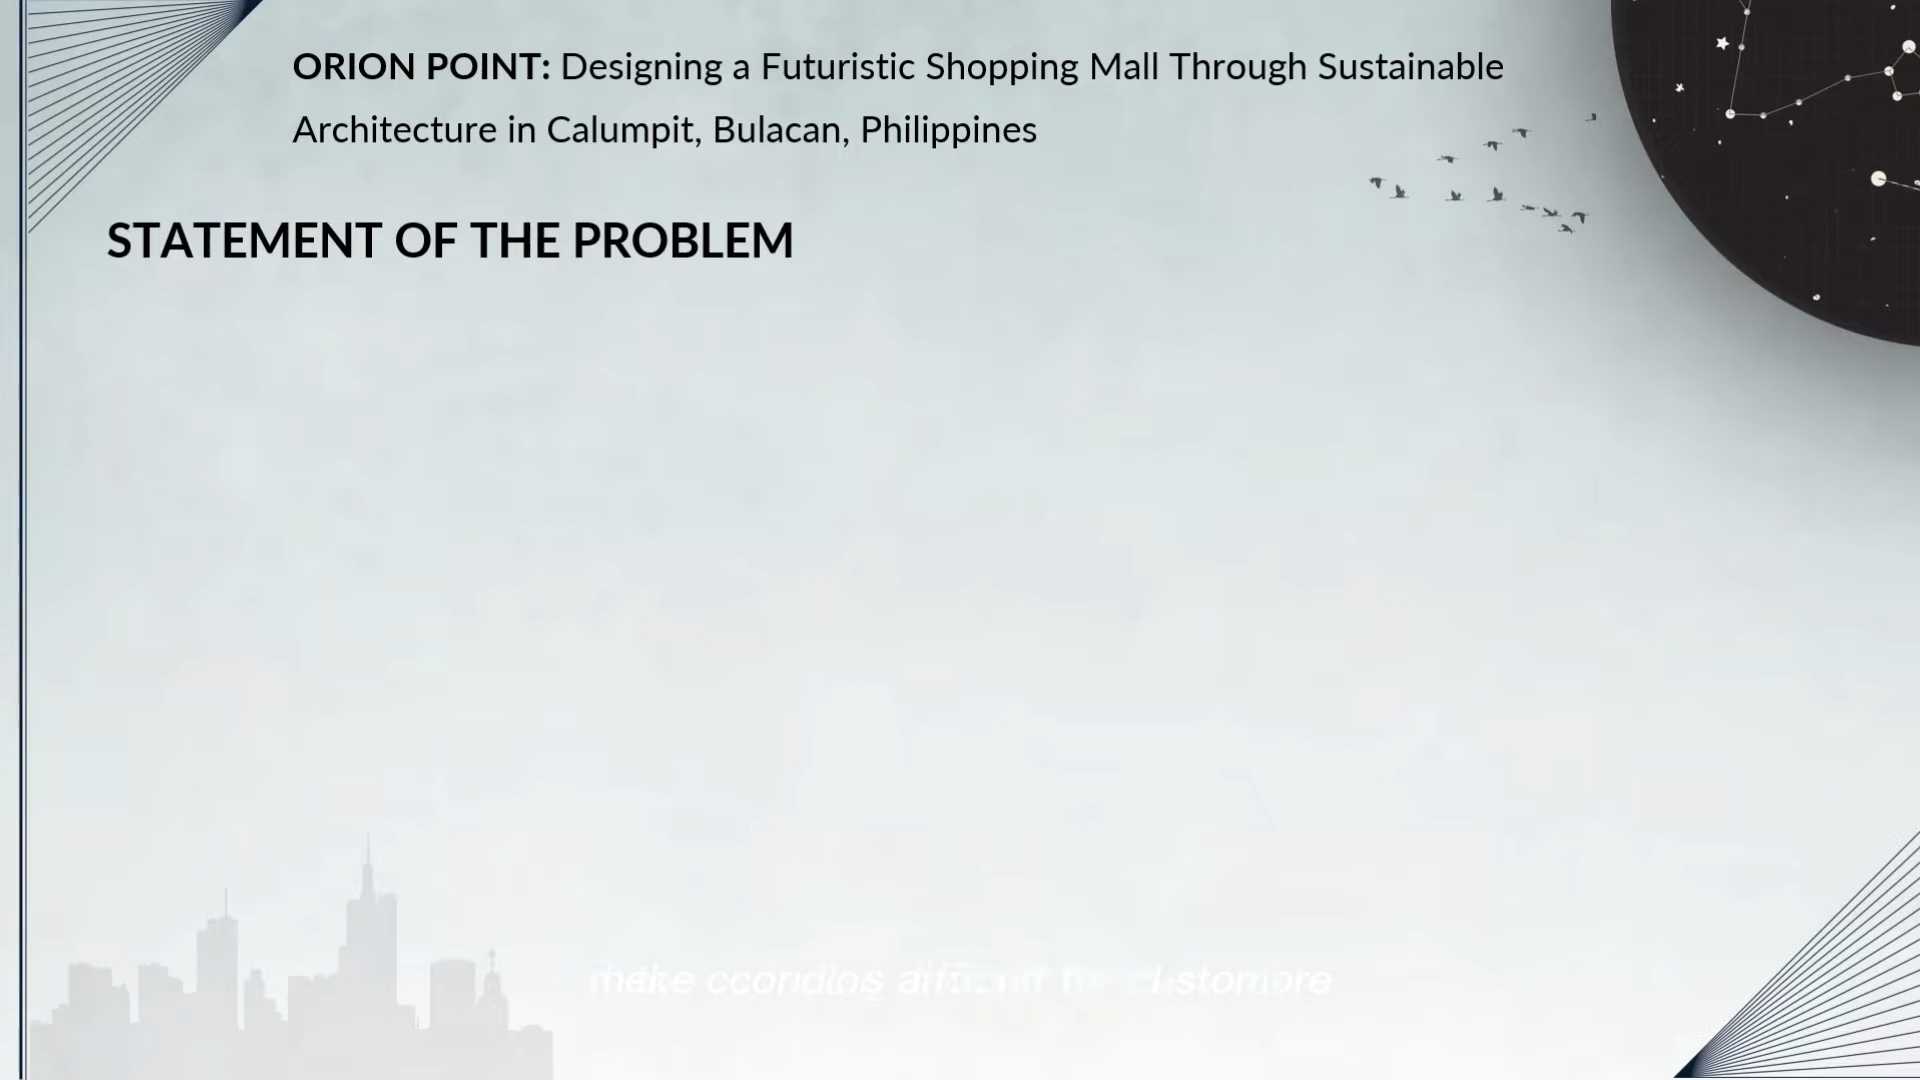 ORION POINT: Designing a Futuristic Shopping Mall Through Sustainable
Architecture in Calumpit, Bulacan, Philippines
STATEMENT OF THE PROBLEM